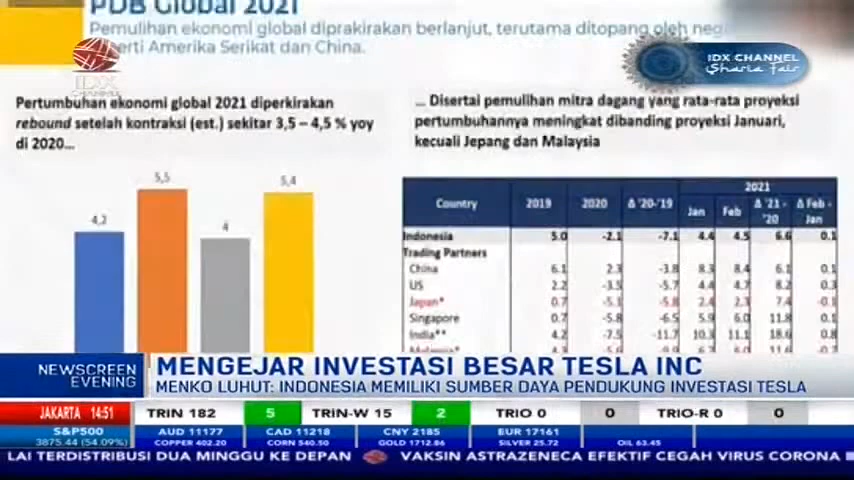 PDB Global 2021
Pemulihan ekonomi global diprakirakan berlanjut, terutama ditopang oleh
seperti Amerika Serikat dan China.
IDX
CHANNEL
IDX CHANNEL
Sharia Fair
Pertumbuhan ekonomi global 2021 diperkirakan
rebound setelah kontraksi (est.) sekitar 3,5 – 4,5 % yoy
di 2020...
4,2
5,5
4
5,4
... Disertai pemulihan mitra dagang yang rata-rata proyeksi
pertumbuhannya meningkat dibanding proyeksi Januari,
kecuali Jepang dan Malaysia
Country 2019 2020 Δ '20-'19 2021
Jan Feb Δ '21 - '20 Δ Feb - Jan
Indonesia 5.0 -2.1 -7.1 4.4 4.5 6.6 0.1
Trading Partners
China 6.1 2.3 -3.8 8.3 8.4 6.1 0.1
US 2.2 -3.5 -5.7 4.4 4.7 8.2 0.3
Japan* 0.7 -5.1 -5.8 2.4 2.3 7.4 -0.1
Singapore 0.7 -5.8 -6.5 5.9 6.0 11.8 0.1
India** 4.2 -7.5 -11.7 10.3 11.1 18.6 0.8
Malaysia*
NEWSCREEN
EVENING
MENGEJAR INVESTASI BESAR TESLA INC
MENKO LUHUT: INDONESIA MEMILIKI SUMBER DAYA PENDUKUNG INVESTASI TESLA
JAKARTA 14:51 TRIN 182 5 TRIN-W 15 2 TRIO 0 0 TRIO-R 0 0
S&P500 AUD 11177 CAD 11218 CNY 2185 EUR 17161
3875.44 (54.09%) COPPER 402.20 CORN 540.50 GOLD 1712.86 SILVER 25.72 OIL 63.45
LAI TERDISTRIBUSI DUA MINGGU KE DEPAN VAKSIN ASTRAZENECA EFEKTIF CEGAH VIRUS CORONA